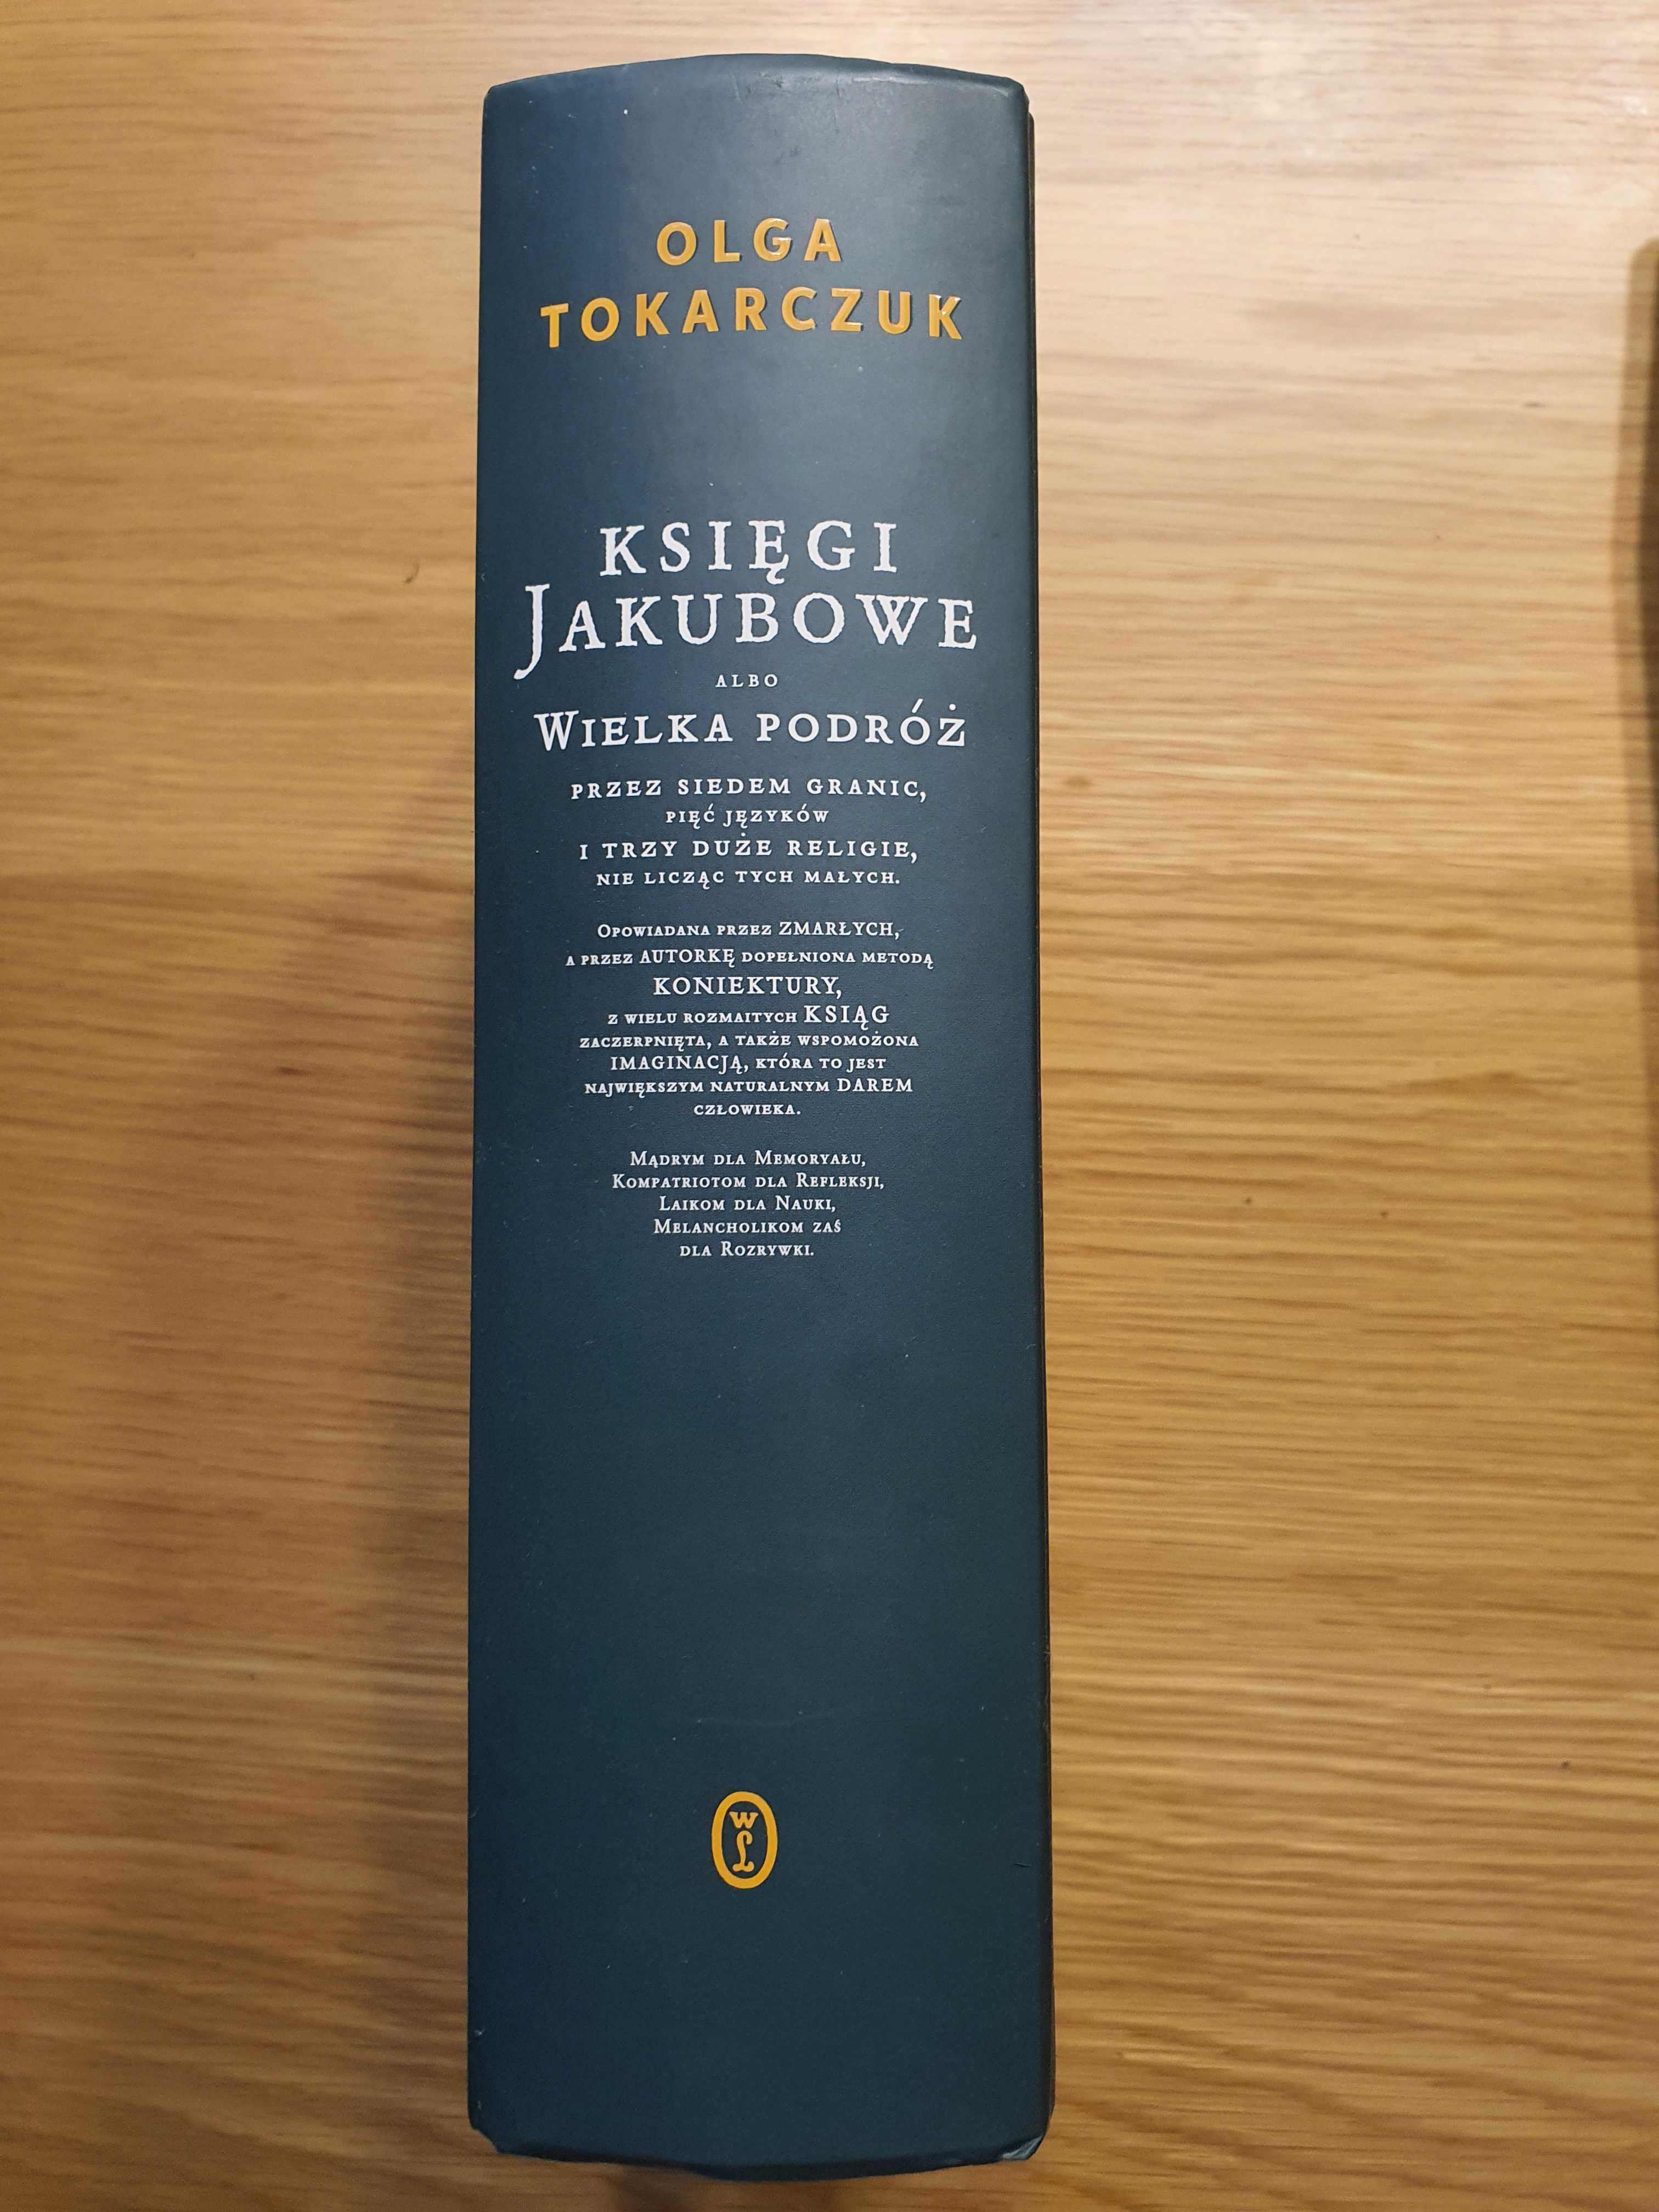 OLGA
TOKARCZUK
KSIĘGI
JAKUBOWE
ALBO
WIELKA PODRÓŻ
PRZEZ SIEDEM GRANIC,
PIĘĆ JĘZYKÓW
I TRZY DUŻE RELIGIE,
NIE LICZĄC TYCH MAŁYCH.
OPOWIADANA PRZEZ ZMARŁYCH,
A PRZEZ AUTORKĘ DOPEŁNIONA METODĄ
KONIEKTURY,
Z WIELU ROZMAITYCH KSIĄG
ZACZERPNIĘTA, A TAKŻE WSPOMOŻONA
IMAGINACJĄ, KTÓRA TO JEST
NAJWIĘKSZYM NATURALNYM DAREM
CZŁOWIEKA.
MĄDRYM DLA MEMORYAŁU,
KOMPATRIOTOM DLA REFLEKSJI,
LAIKOM DLA NAUKI,
MELANCHOLIKOM ZAŚ
DLA ROZRYWKI.
WL